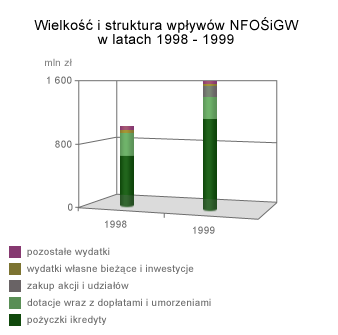 Wielkość i struktura wpływów NFOŚiGW
w latach 1998 - 1999
mln zł
1 600
800
0
1998
1999
pozostałe wydatki
wydatki własne bieżące i inwestycje
zakup akcji i udziałów
dotacje wraz z dopłatami i umorzeniami
pożyczki ikredyty